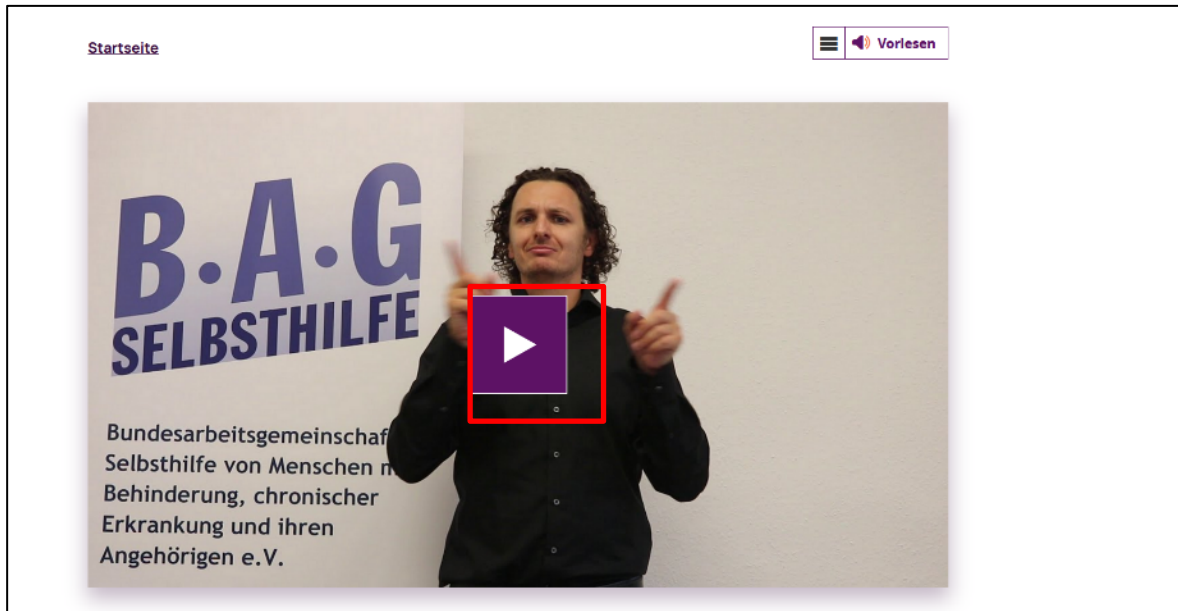 Startseite
Vorlesen
B.A.G
SELBSTHILFE
Bundesarbeitsgemeinschaf
Selbsthilfe von Menschen m
Behinderung, chronischer
Erkrankung und ihren
Angehörigen e.V.